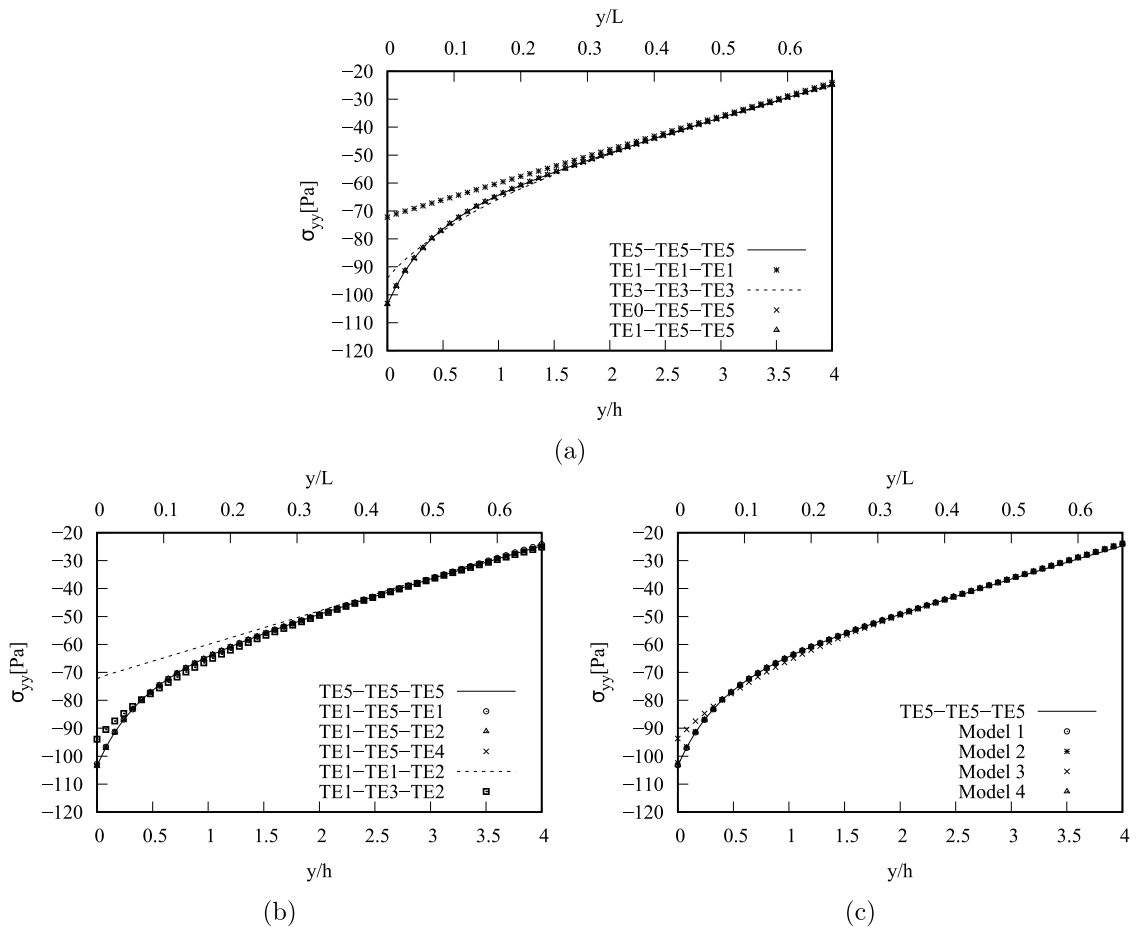 y/L
0 0.1 0.2 0.3 0.4 0.5 0.6
−20
−30
−40
−50
−60
−70
−80
−90
−100
−110
−120
σyy[Pa]
TE5−TE5−TE5
TE1−TE1−TE1
TE3−TE3−TE3
TE0−TE5−TE5
TE1−TE5−TE5
0 0.5 1 1.5 2 2.5 3 3.5 4
y/h
(a)
y/L
0 0.1 0.2 0.3 0.4 0.5 0.6
−20
−30
−40
−50
−60
−70
−80
−90
−100
−110
−120
σyy[Pa]
TE5−TE5−TE5
TE1−TE5−TE1
TE1−TE5−TE2
TE1−TE5−TE4
TE1−TE1−TE2
TE1−TE3−TE2
0 0.5 1 1.5 2 2.5 3 3.5 4
y/h
(b)
y/L
0 0.1 0.2 0.3 0.4 0.5 0.6
−20
−30
−40
−50
−60
−70
−80
−90
−100
−110
−120
σyy[Pa]
TE5−TE5−TE5
Model 1
Model 2
Model 3
Model 4
0 0.5 1 1.5 2 2.5 3 3.5 4
y/h
(c)